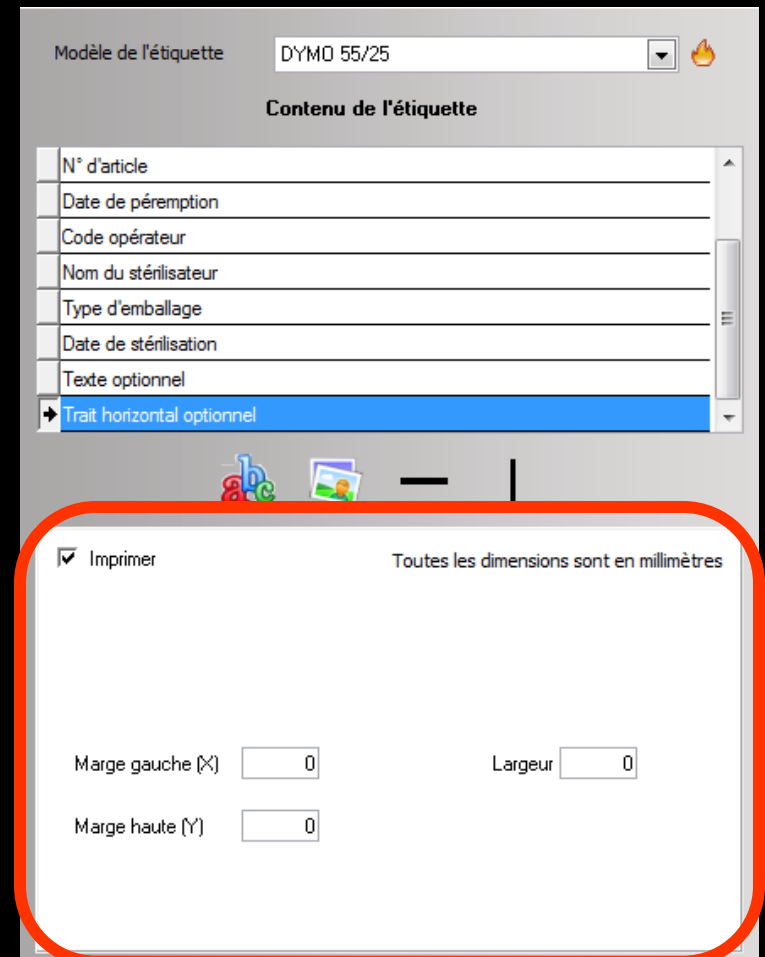 Modèle de l'étiquette DYMO 55/25
Contenu de l'étiquette
N° d'article
Date de péremption
Code opérateur
Nom du stérilisateur
Type d'emballage
Date de stérilisation
Texte optionnel
Trait horizontal optionnel
abc
Imprimer Toutes les dimensions sont en millimètres
Marge gauche (X) 0 Largeur 0
Marge haute (Y) 0